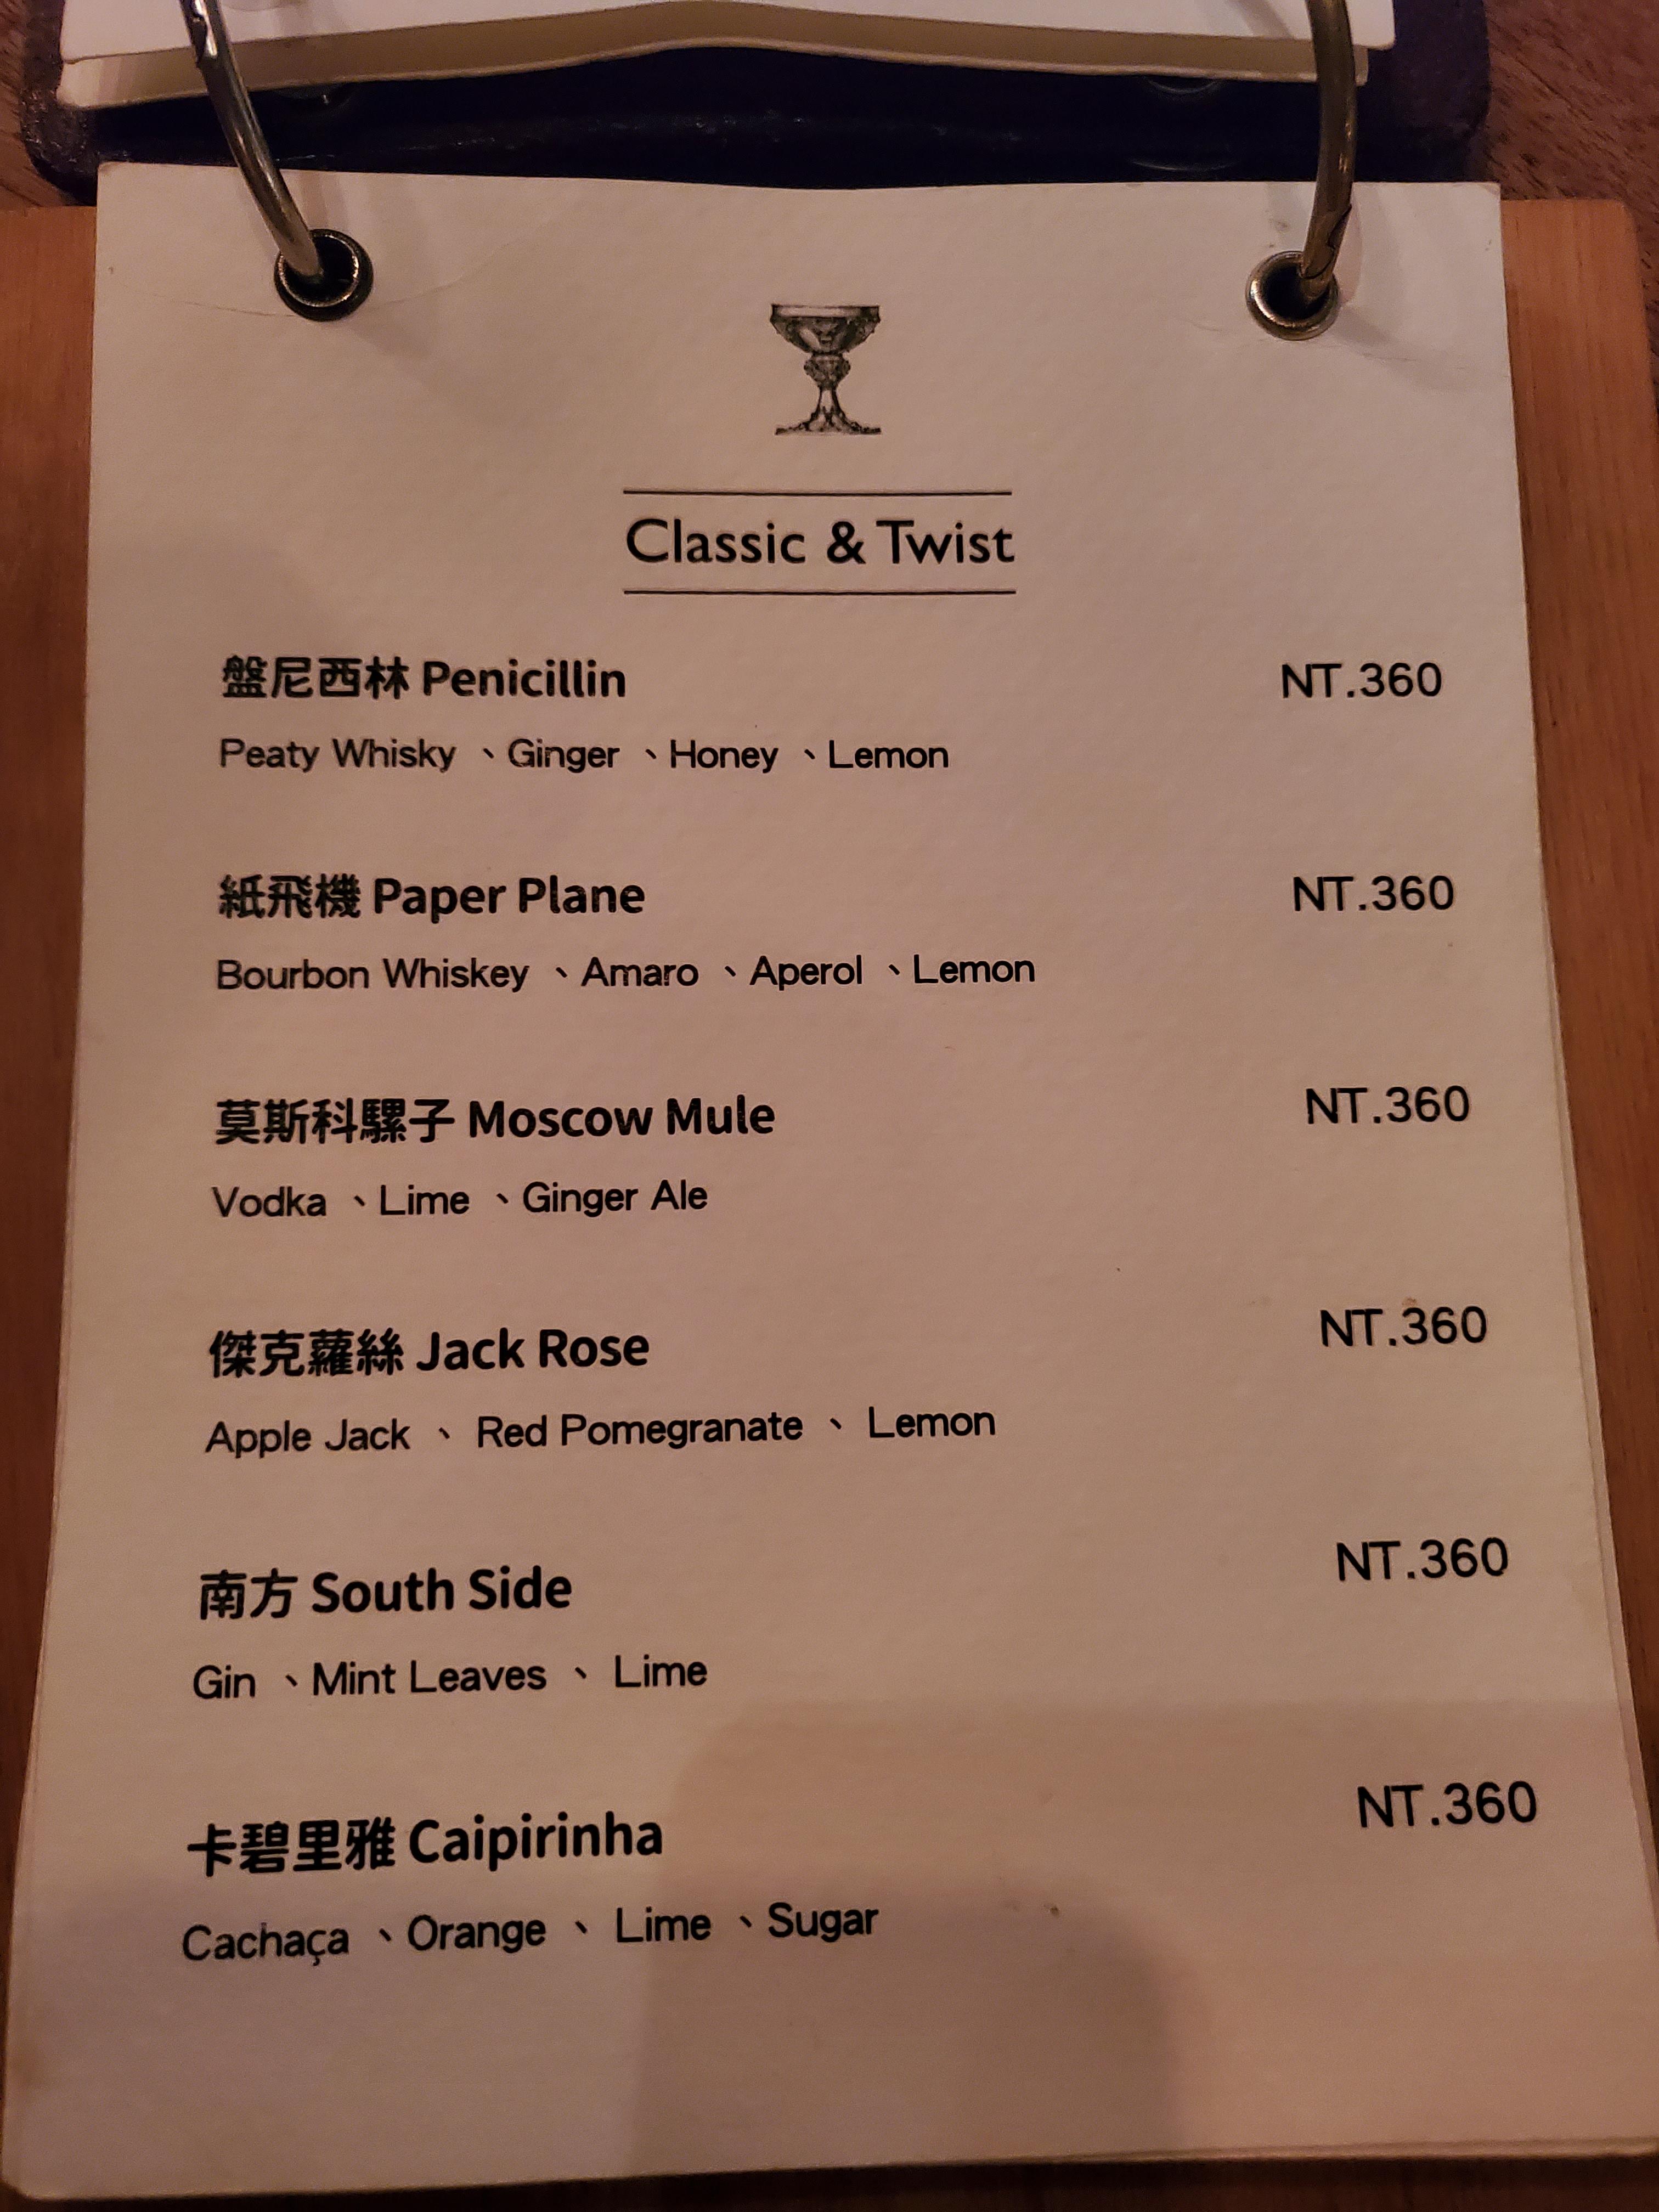 Classic & Twist
盤尼西林 Penicillin NT.360
Peaty Whisky 、Ginger 、Honey 、Lemon
紙飛機 Paper Plane NT.360
Bourbon Whiskey 、Amaro 、Aperol 、Lemon
莫斯科騾子 Moscow Mule NT.360
Vodka 、Lime 、Ginger Ale
傑克蘿絲 Jack Rose NT.360
Apple Jack 、 Red Pomegranate 、 Lemon
南方 South Side NT.360
Gin 、Mint Leaves 、 Lime
卡碧里雅 Caipirinha NT.360
Cachaça 、Orange 、 Lime 、Sugar